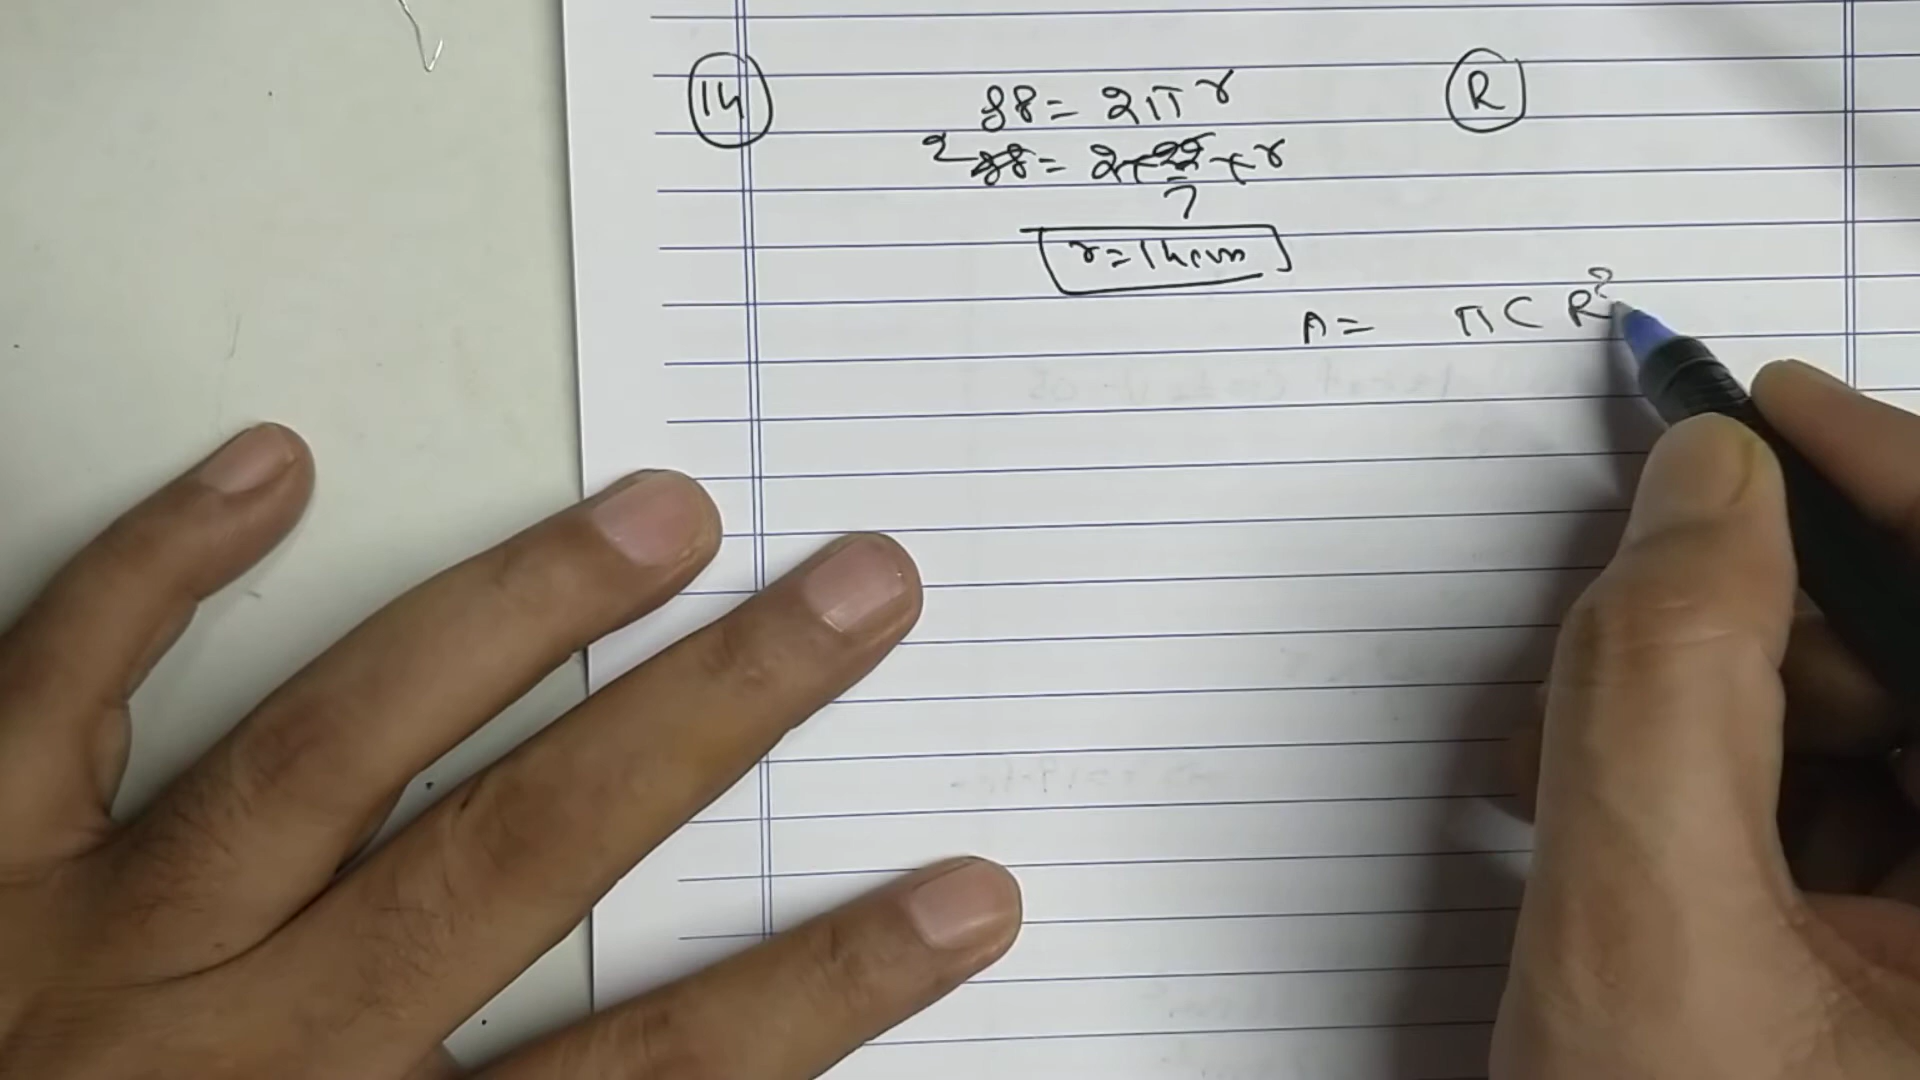 14
88 = 2πr
R
2 88 = 2 × 22/7 × r
r = 14 cm
A = π ( R²